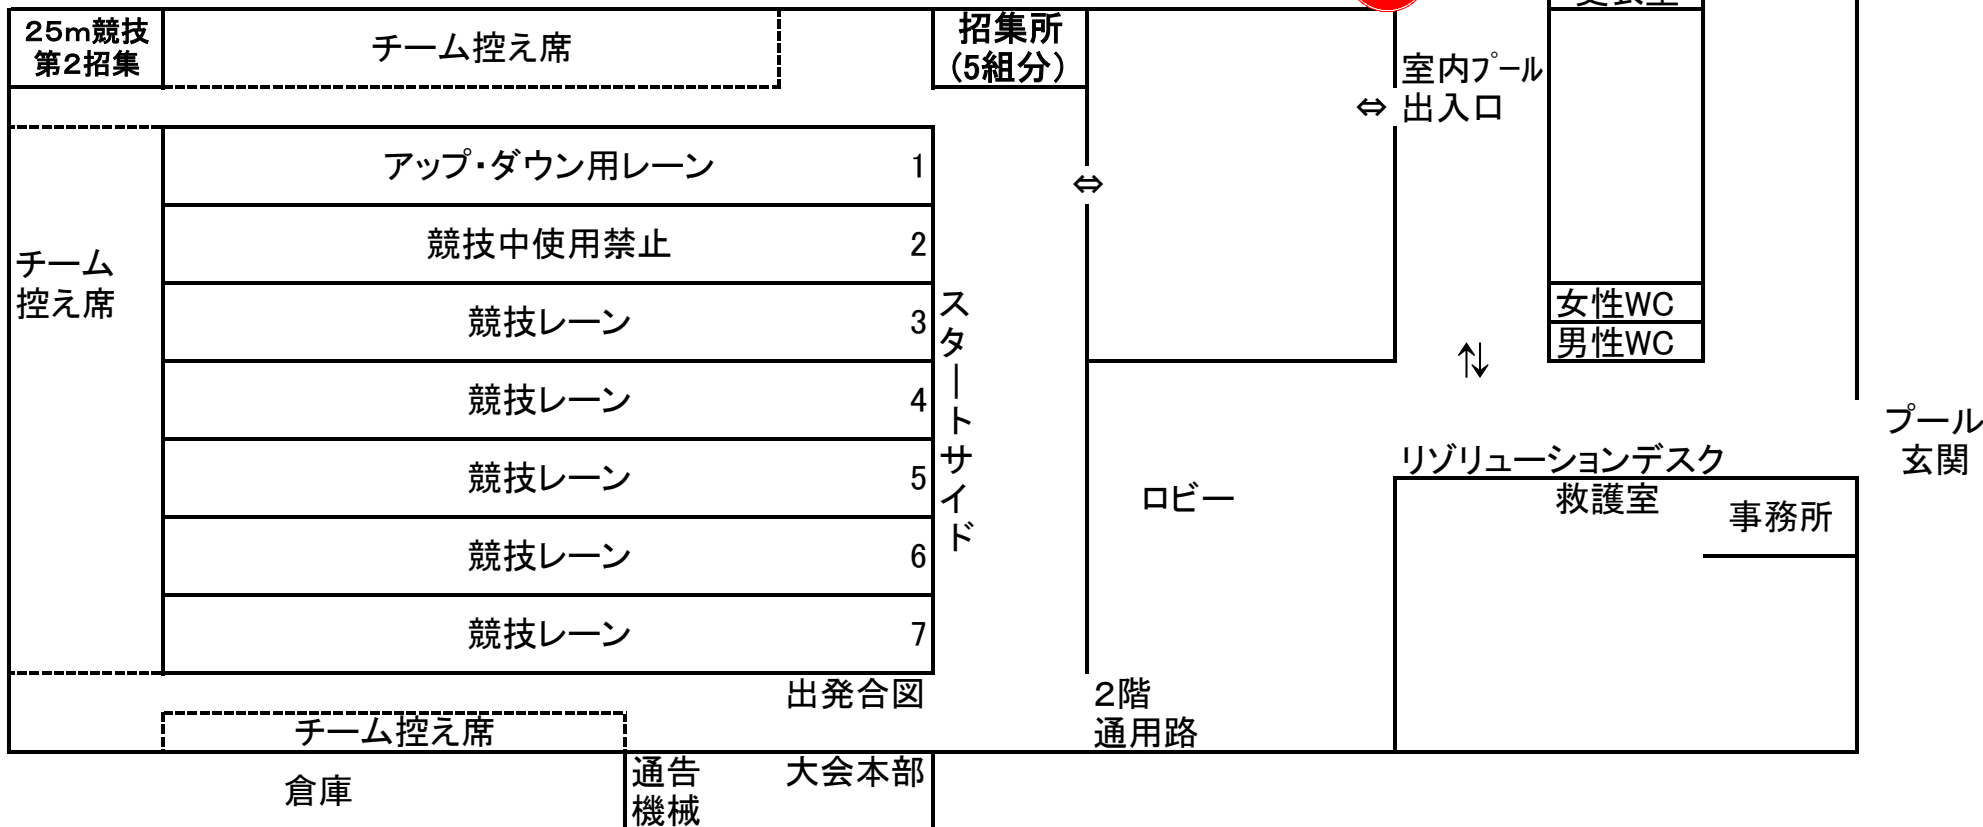 25m競技
第2招集
チーム控え席
招集所
(5組分)
室内プール
⇔ 出入口
アップ・ダウン用レーン 1
⇔
競技中使用禁止 2
チーム
控え席
競技レーン 3
競技レーン 4
競技レーン 5
競技レーン 6
競技レーン 7
スタートサイド
女性WC
男性WC
↑↓
プール
玄関
リゾリューションデスク
救護室
事務所
ロビー
出発合図
2階
通用路
チーム控え席
倉庫
通告
機械
大会本部